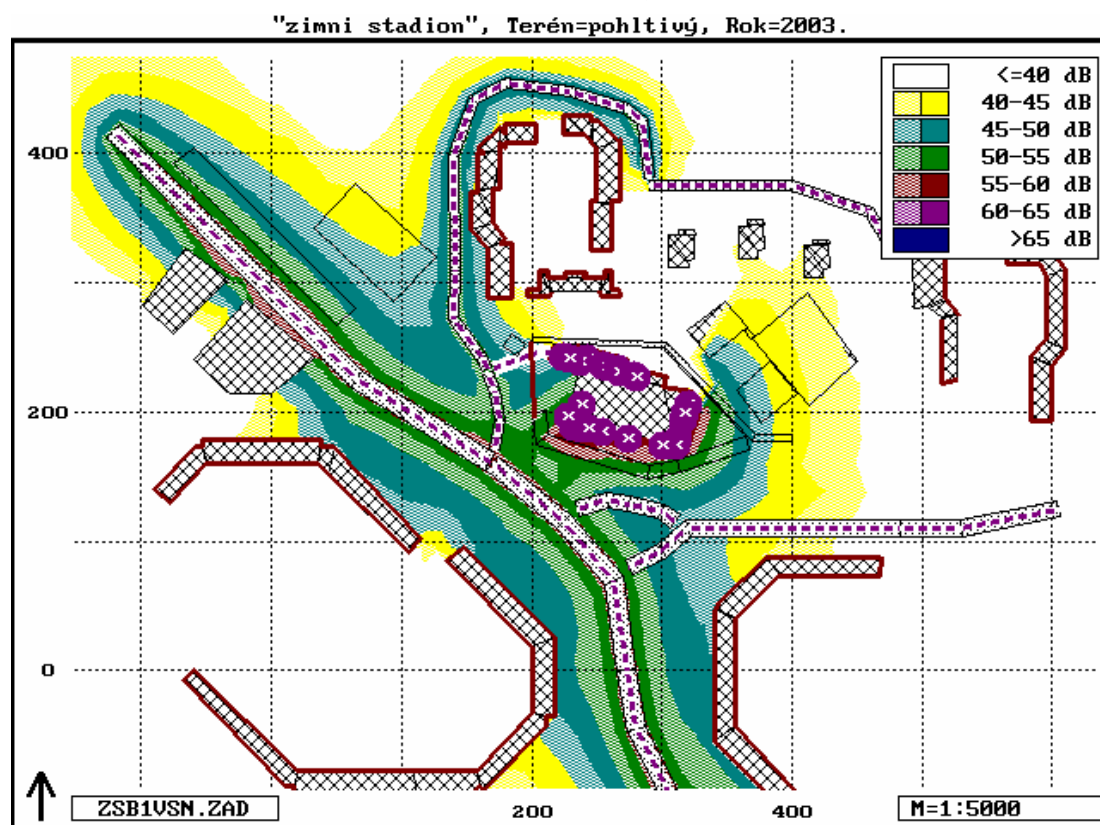 "zimni stadion", Terén=pohltivý, Rok=2003.
<=40 dB
40-45 dB
45-50 dB
50-55 dB
55-60 dB
60-65 dB
>65 dB
400
200
0
ZSB1VSN.ZAD
200
400
M=1:5000